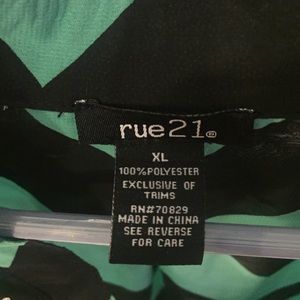 rue21®
XL
100%POLYESTER
EXCLUSIVE OF
TRIMS
RN#70829
MADE IN CHINA
SEE REVERSE
FOR CARE